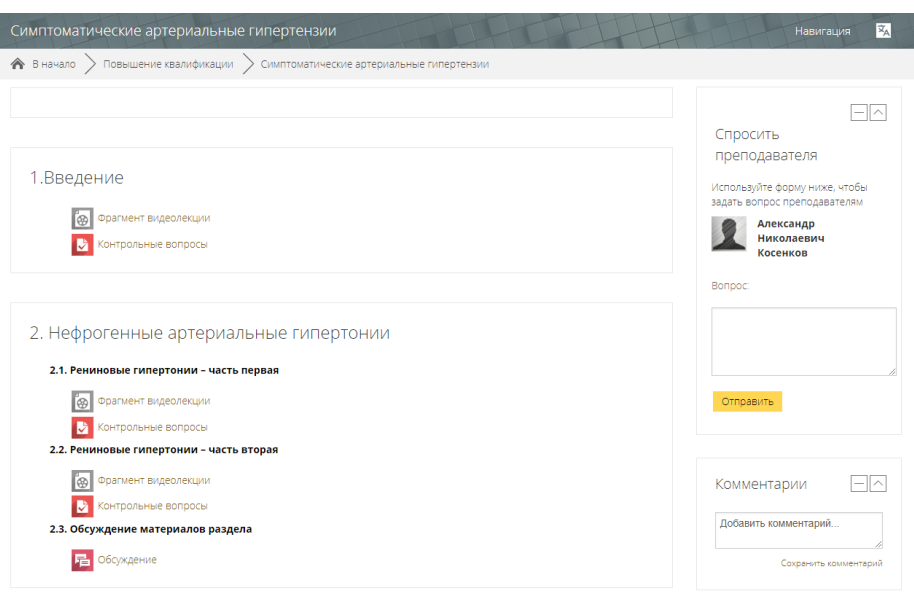 Симптоматические артериальные гипертензии
Навигация
В начало
Повышение квалификации
Симптоматические артериальные гипертензии
1.Введение
Фрагмент видеолекции
Контрольные вопросы
2. Нефрогенные артериальные гипертонии
2.1. Рениновые гипертонии – часть первая
Фрагмент видеолекции
Контрольные вопросы
2.2. Рениновые гипертонии – часть вторая
Фрагмент видеолекции
Контрольные вопросы
2.3. Обсуждение материалов раздела
Обсуждение
Спросить
преподавателя
Используйте форму ниже, чтобы
задать вопрос преподавателям
Александр
Николаевич
Косенков
Вопрос:
Отправить
Комментарии
Добавить комментарий...
Сохранить комментарий